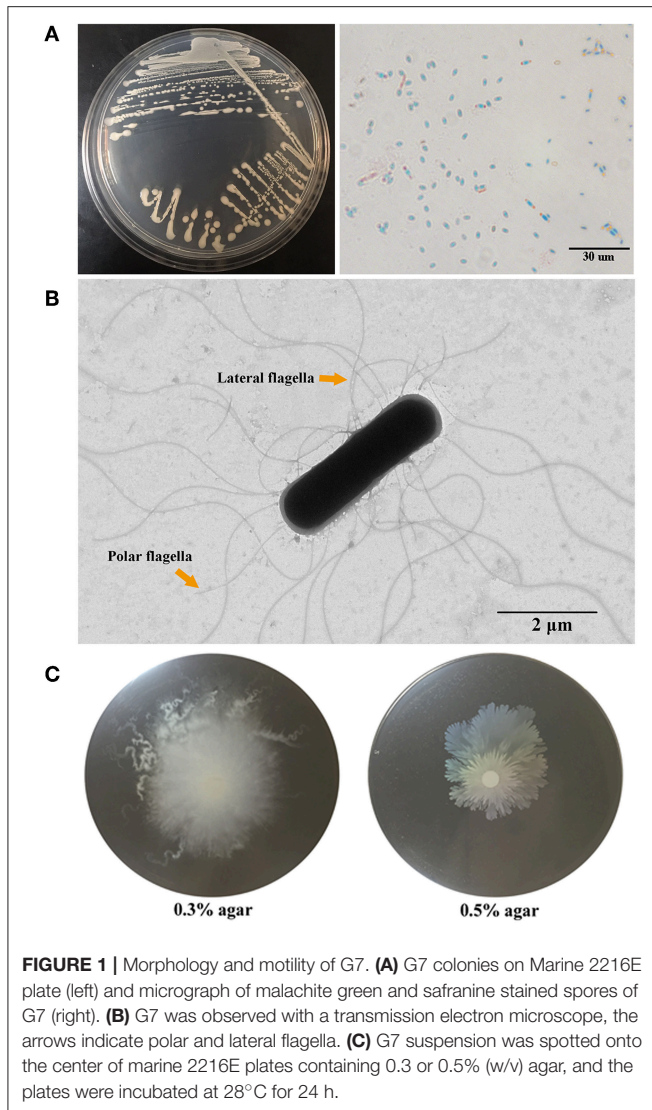 A
30 um
B
Lateral flagella
Polar flagella
2 μm
C
0.3% agar
0.5% agar
FIGURE 1 | Morphology and motility of G7. (A) G7 colonies on Marine 2216E
plate (left) and micrograph of malachite green and safranine stained spores of
G7 (right). (B) G7 was observed with a transmission electron microscope, the
arrows indicate polar and lateral flagella. (C) G7 suspension was spotted onto
the center of marine 2216E plates containing 0.3 or 0.5% (w/v) agar, and the
plates were incubated at 28°C for 24 h.